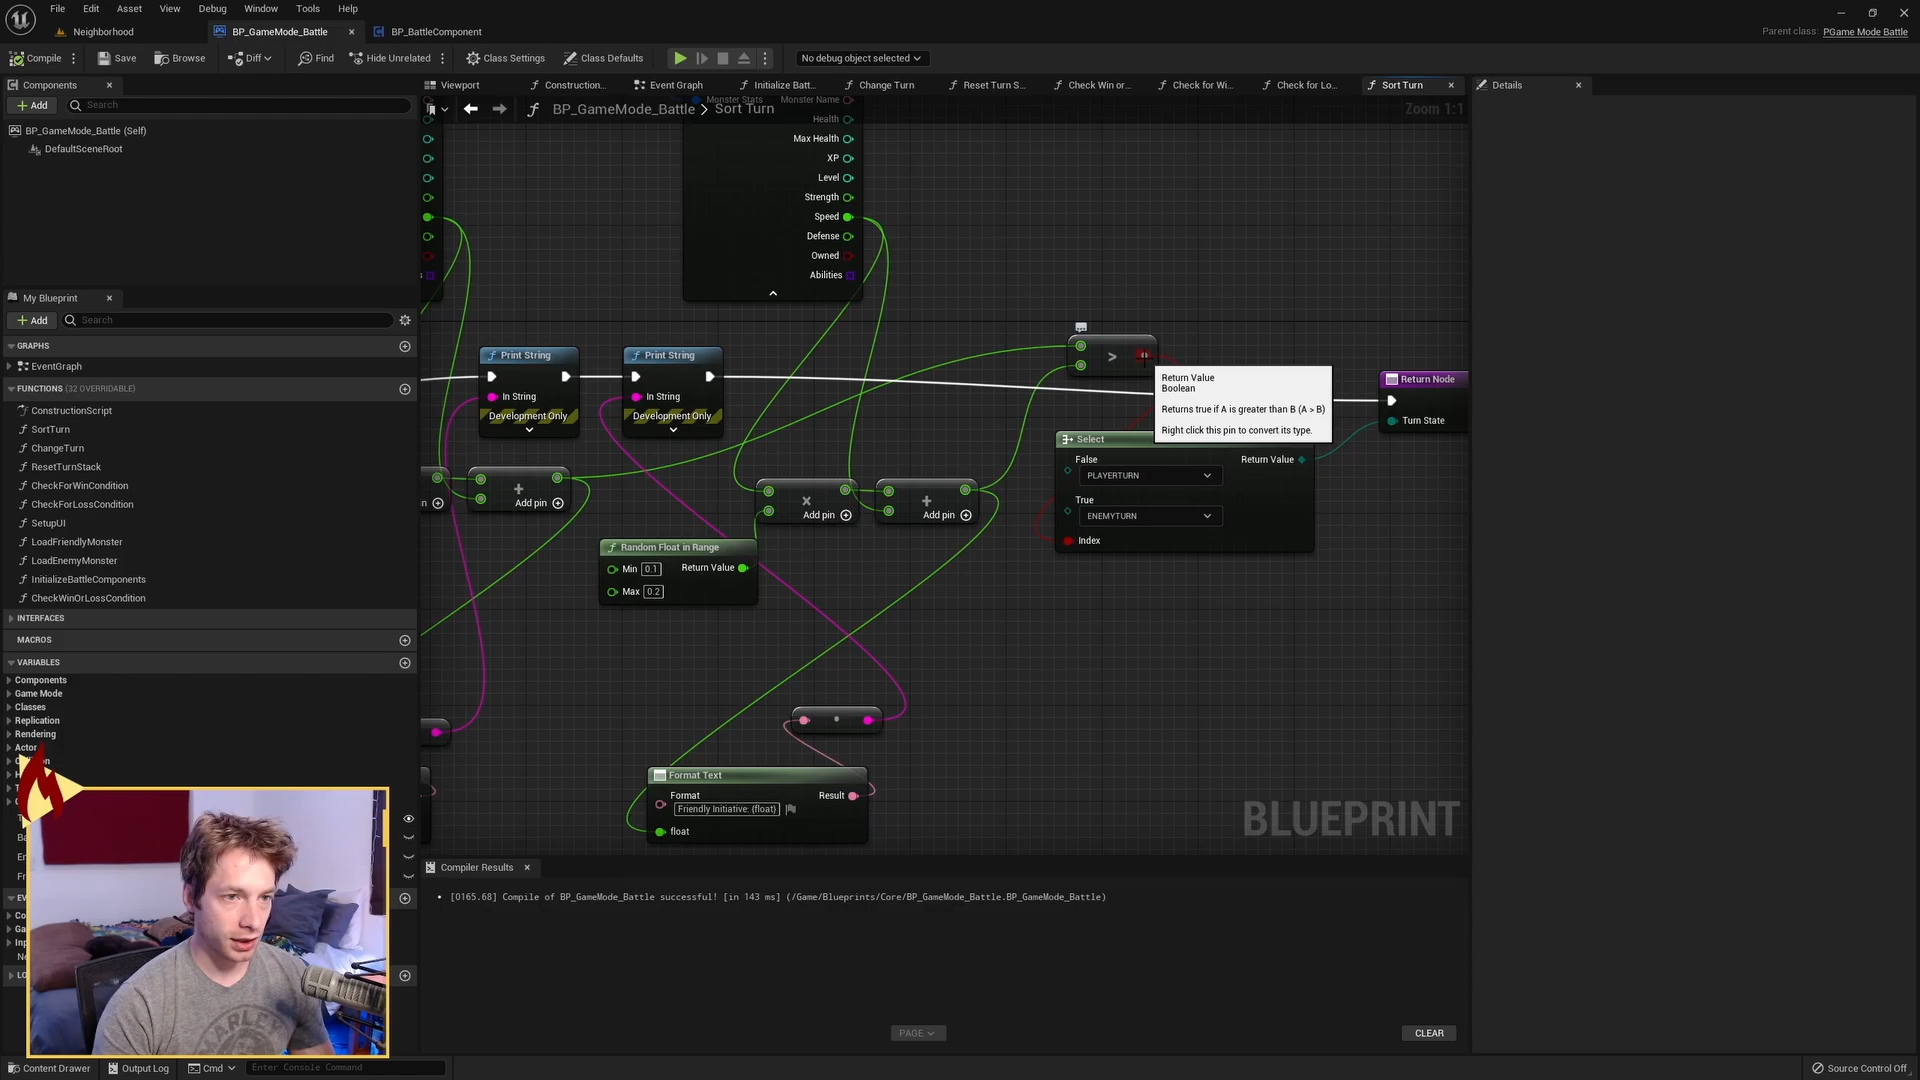 File Edit Asset View Debug Window Tools Help
Neighborhood
BP_GameMode_Battle
BP_BattleComponent
Parent class: PGame Mode Battle
Compile
Save
Browse
Diff
Find
Hide Unrelated
Class Settings
Class Defaults
No debug object selected
Components
Add
Search
BP_GameMode_Battle (Self)
DefaultSceneRoot
My Blueprint
Add
Search
GRAPHS
EventGraph
FUNCTIONS (32 OVERRIDABLE)
ConstructionScript
SortTurn
ChangeTurn
ResetTurnStack
CheckForWinCondition
CheckForLossCondition
SetupUI
LoadFriendlyMonster
LoadEnemyMonster
InitializeBattleComponents
CheckWinOrLossCondition
INTERFACES
MACROS
VARIABLES
Components
Game Mode
Classes
Replication
Rendering
Actor
Viewport
Construction...
Event Graph
Initialize Batt...
Change Turn
Reset Turn S...
Check Win or...
Check for Wi...
Check for Lo...
Sort Turn
Details
BP_GameMode_Battle > Sort Turn
Zoom 1:1
Monster Stats Monster Name
Health
Max Health
XP
Level
Strength
Speed
Defense
Owned
Abilities
Print String
In String
Development Only
Print String
In String
Development Only
+
Add pin
×
Add pin
+
Add pin
>
Return Value
Boolean
Returns true if A is greater than B (A > B)
Right click this pin to convert its type.
Return Node
Turn State
Select
False
PLAYERTURN
Return Value
True
ENEMYTURN
Index
Random Float in Range
Min 0.1
Return Value
Max 0.2
Format Text
Format
Friendly Initiative: {float}
Result
float
BLUEPRINT
Compiler Results
[0165.68] Compile of BP_GameMode_Battle successful! [in 143 ms] (/Game/Blueprints/Core/BP_GameMode_Battle.BP_GameMode_Battle)
PAGE
CLEAR
Content Drawer
Output Log
Cmd
Enter Console Command
Source Control Off